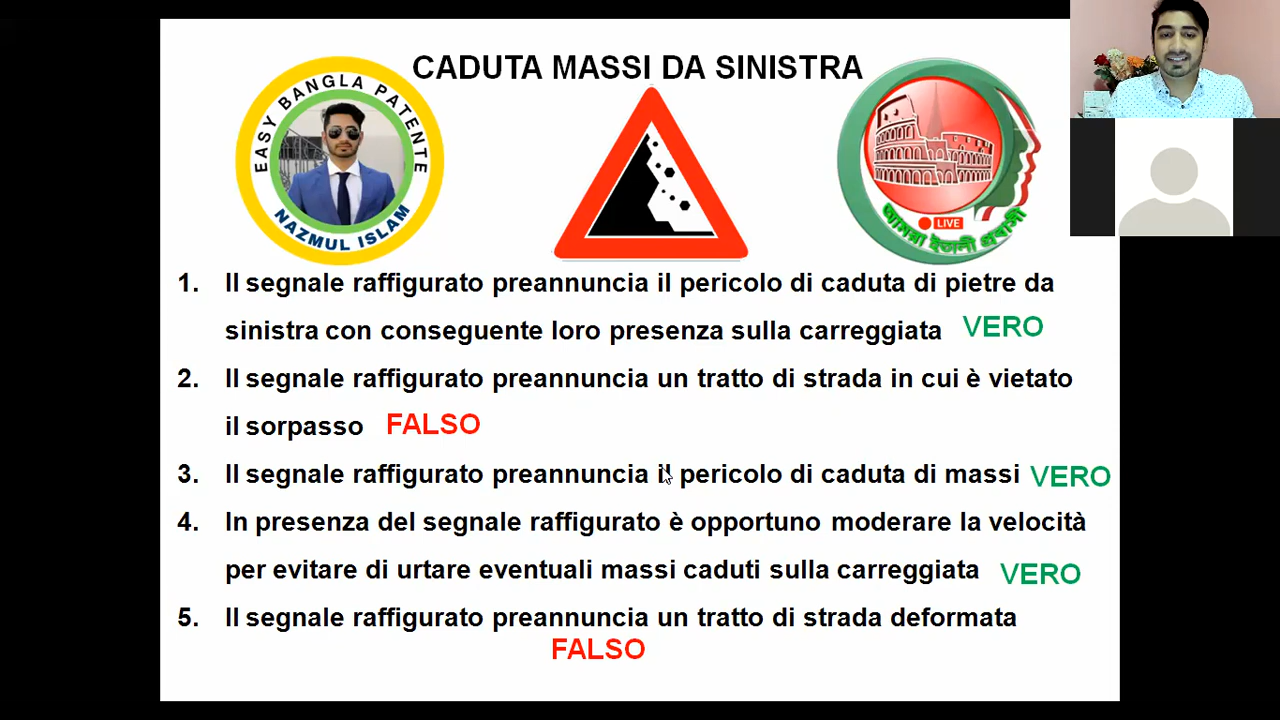 CADUTA MASSI DA SINISTRA
EASY BANGLA PATENTE
NAZMUL ISLAM
LIVE
আমরা ইতালী প্রবাসী
1. Il segnale raffigurato preannuncia il pericolo di caduta di pietre da
sinistra con conseguente loro presenza sulla carreggiata VERO
2. Il segnale raffigurato preannuncia un tratto di strada in cui è vietato
il sorpasso FALSO
3. Il segnale raffigurato preannuncia il pericolo di caduta di massi VERO
4. In presenza del segnale raffigurato è opportuno moderare la velocità
per evitare di urtare eventuali massi caduti sulla carreggiata VERO
5. Il segnale raffigurato preannuncia un tratto di strada deformata
FALSO